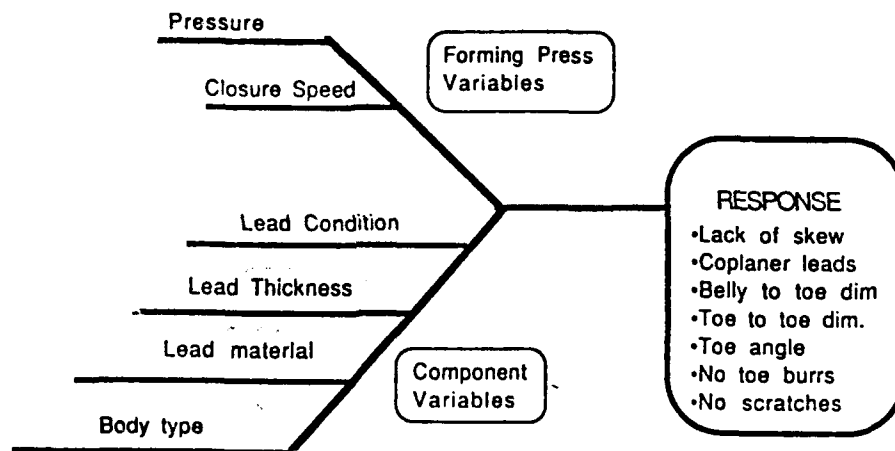 Pressure
Forming Press
Variables
Closure Speed
Lead Condition
Lead Thickness
Lead material
Body type
Component
Variables
RESPONSE
•Lack of skew
•Coplaner leads
•Belly to toe dim
•Toe to toe dim.
•Toe angle
•No toe burrs
•No scratches